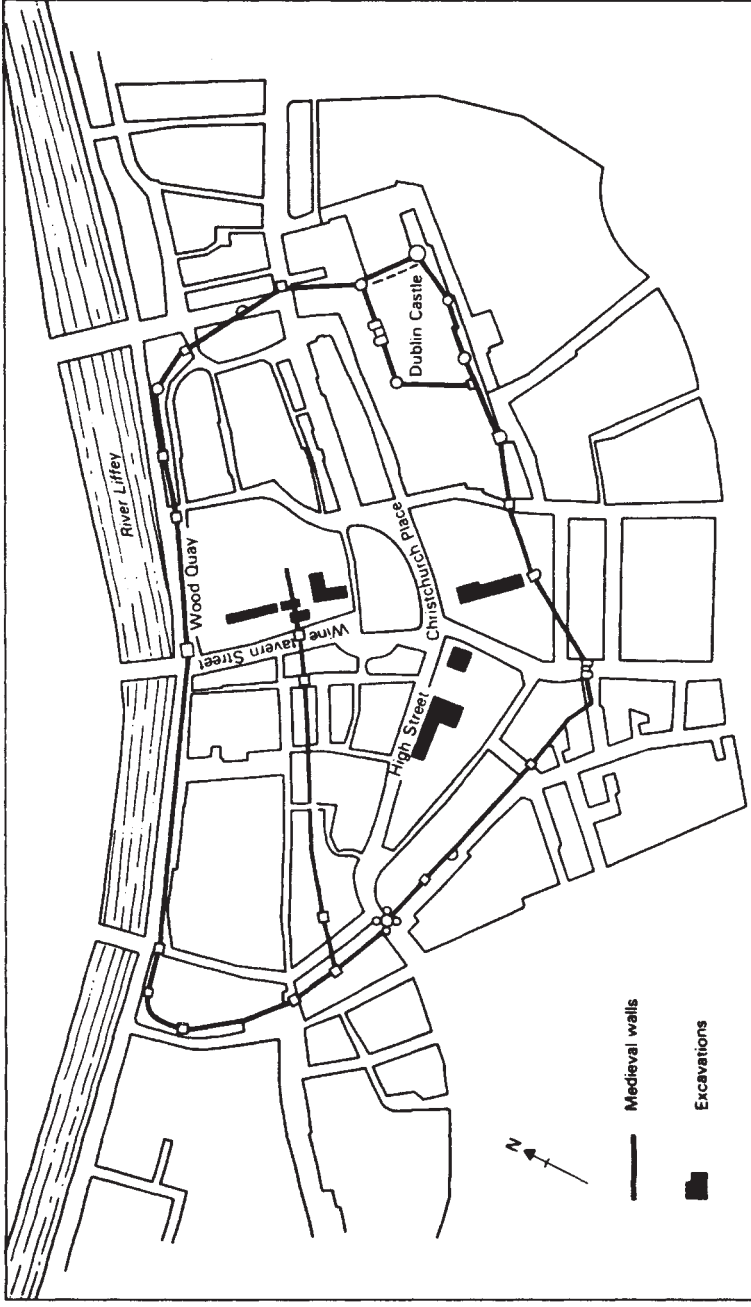 River Liffey
Wood Quay
Winetavern Street
Christchurch Place
High Street
Dublin Castle
N
Medieval walls
Excavations